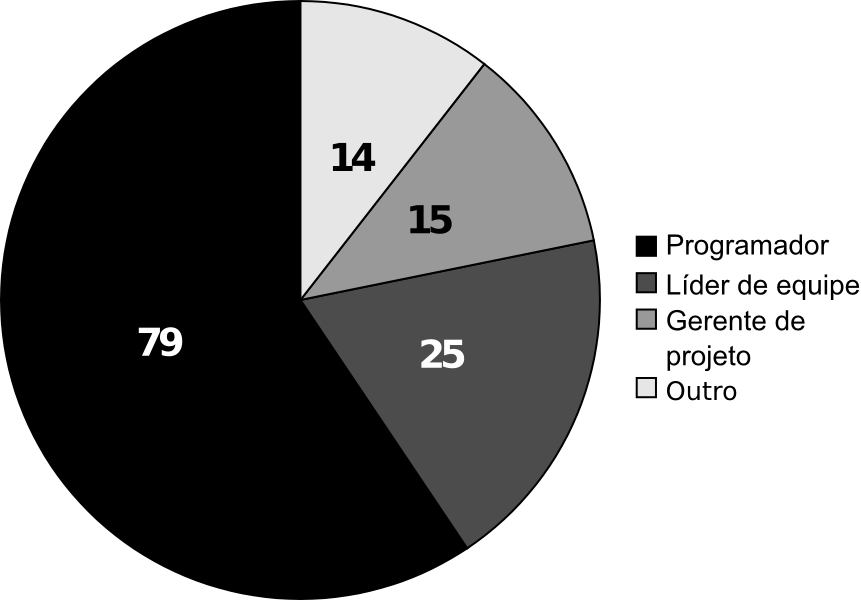 14
15
79
25
Programador
Líder de equipe
Gerente de
projeto
Outro